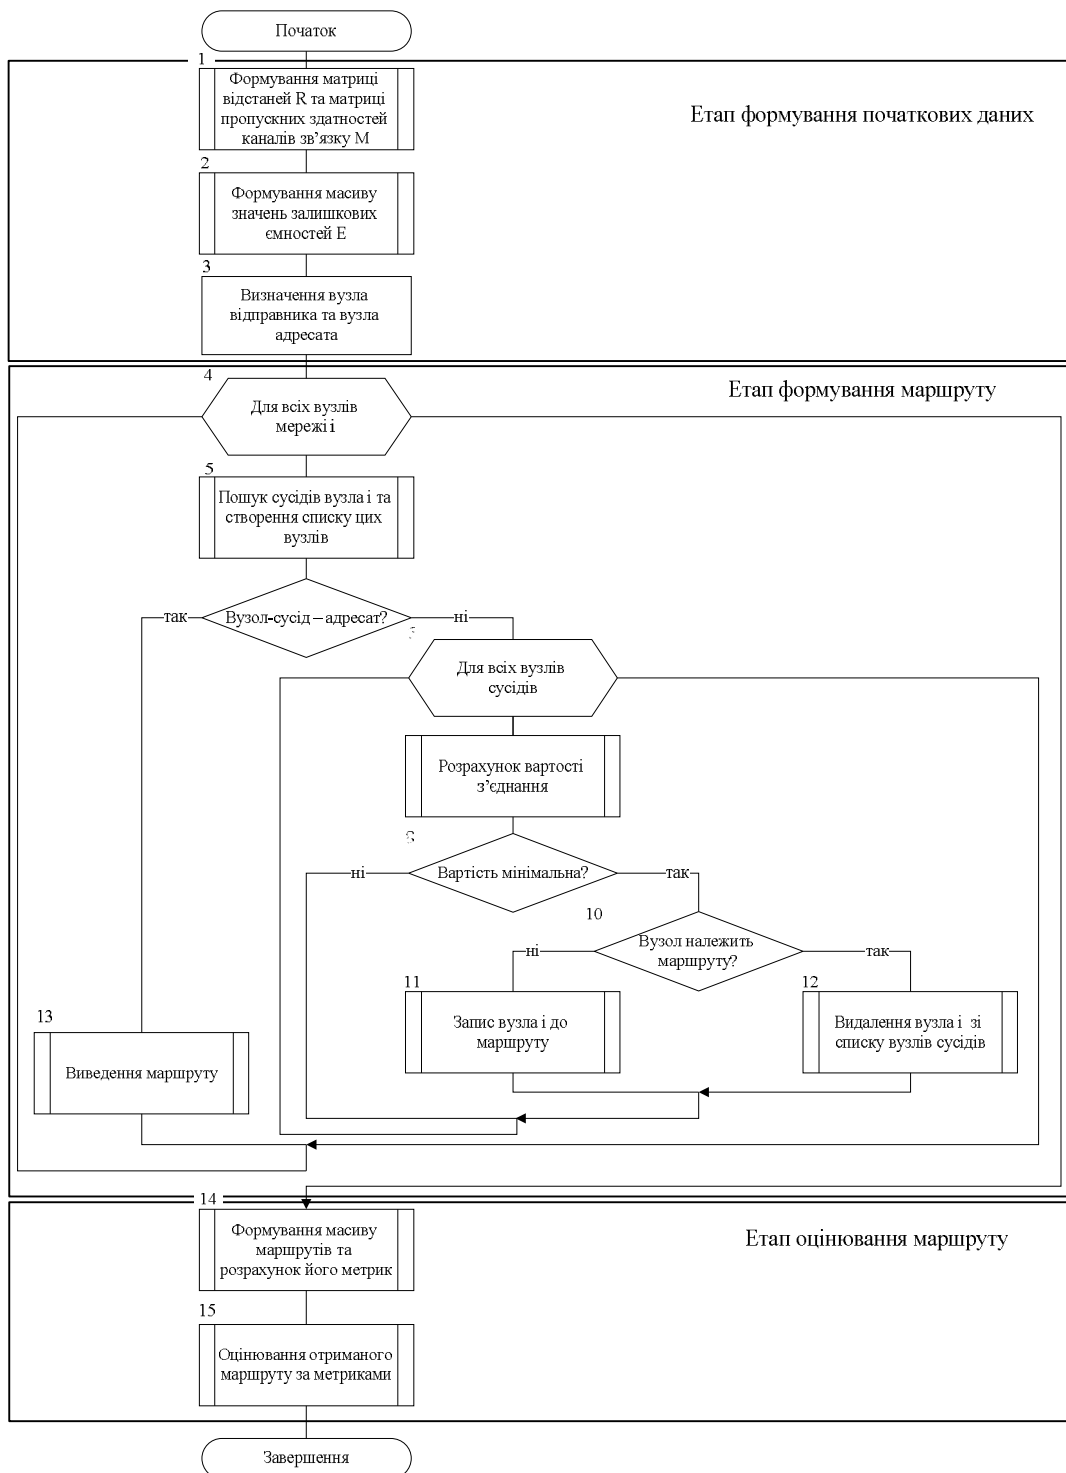 Початок
1
Формування матриці
відстаней R та матриці
пропускних здатностей
каналів зв’язку M
Етап формування початкових даних
2
Формування масиву
значень залишкових
ємностей E
3
Визначення вузла
відправника та вузла
адресата
4
Етап формування маршруту
Для всіх вузлів
мережі і
5
Пошук сусідів вузла і та
створення списку цих
вузлів
так
Вузол-сусід – адресат?
ні
Для всіх вузлів
сусідів
Розрахунок вартості
з’єднання
ні
Вартість мінімальна?
так
10
ні
Вузол належить
маршруту?
так
11
Запис вузла і до
маршруту
12
Видалення вузла і зі
списку вузлів сусідів
13
Виведення маршруту
14
Формування масиву
маршрутів та
розрахунок його метрик
Етап оцінювання маршруту
15
Оцінювання отриманого
маршруту за метриками
Завершення